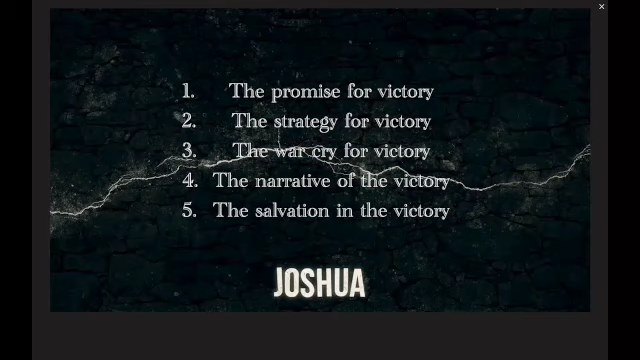 1. The promise for victory
2. The strategy for victory
3. The war cry for victory
4. The narrative of the victory
5. The salvation in the victory
JOSHUA